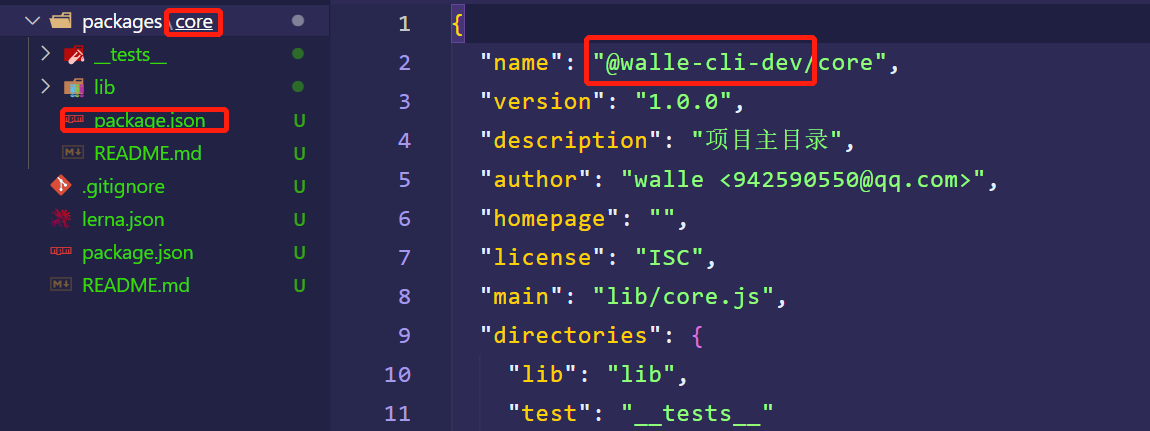 packages\core
__tests__
lib
package.json U
README.md U
.gitignore U
lerna.json U
package.json U
README.md U
1 {
2 "name": "@walle-cli-dev/core",
3 "version": "1.0.0",
4 "description": "项目主目录",
5 "author": "walle <942590550@qq.com>",
6 "homepage": "",
7 "license": "ISC",
8 "main": "lib/core.js",
9 "directories": {
10 "lib": "lib",
11 "test": "__tests__"